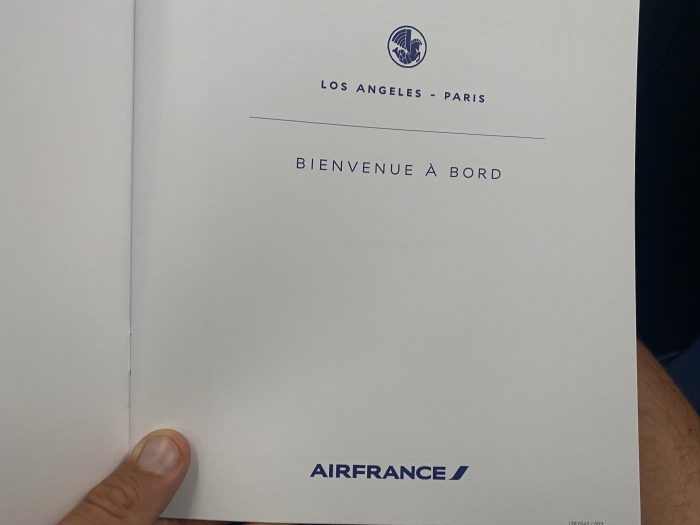 LOS ANGELES - PARIS
BIENVENUE À BORD
AIRFRANCE